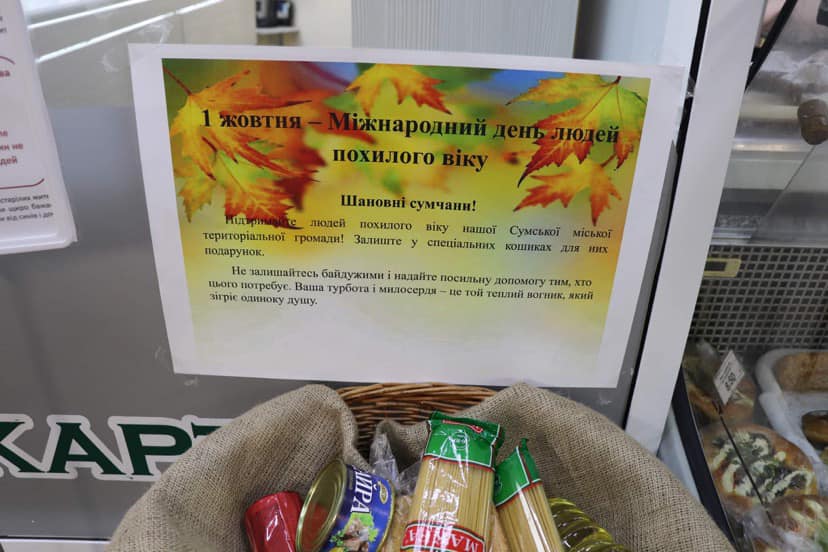 1 жовтня – Міжнародний день людей
похилого віку
Шановні сумчани!
Підтримайте людей похилого віку нашої Сумської міської
територіальної громади! Залиште у спеціальних кошиках для них
подарунок.
Не залишайтесь байдужими і надайте посильну допомогу тим, хто
цього потребує. Ваша турбота і милосердя – це той теплий вогник, який
зігріє одиноку душу.
КАРТ